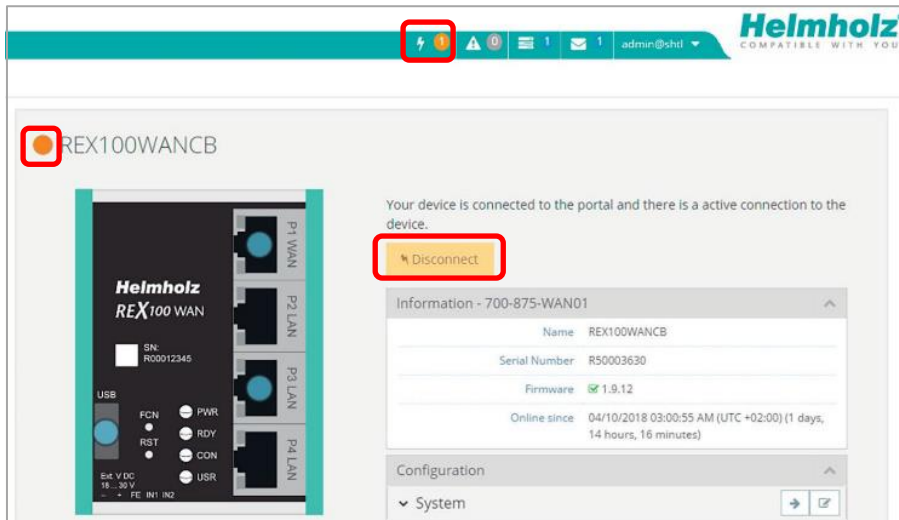 1 0 1 1 admin@shtl
Helmholz
COMPATIBLE WITH YOU
REX100WANCB
Your device is connected to the portal and there is a active connection to the
device.
Disconnect
Information - 700-875-WAN01
Name REX100WANCB
Serial Number R50003630
Firmware 1.9.12
Online since 04/10/2018 03:00:55 AM (UTC +02:00) (1 days,
14 hours, 16 minutes)
Configuration
System
Helmholz
REX100 WAN
SN:
R00012345
USB
FCN
RST
PWR
RDY
CON
USR
Ext. V DC
18 ... 30 V
– + FE IN1 IN2
P1 WAN
P2 LAN
P3 LAN
P4 LAN